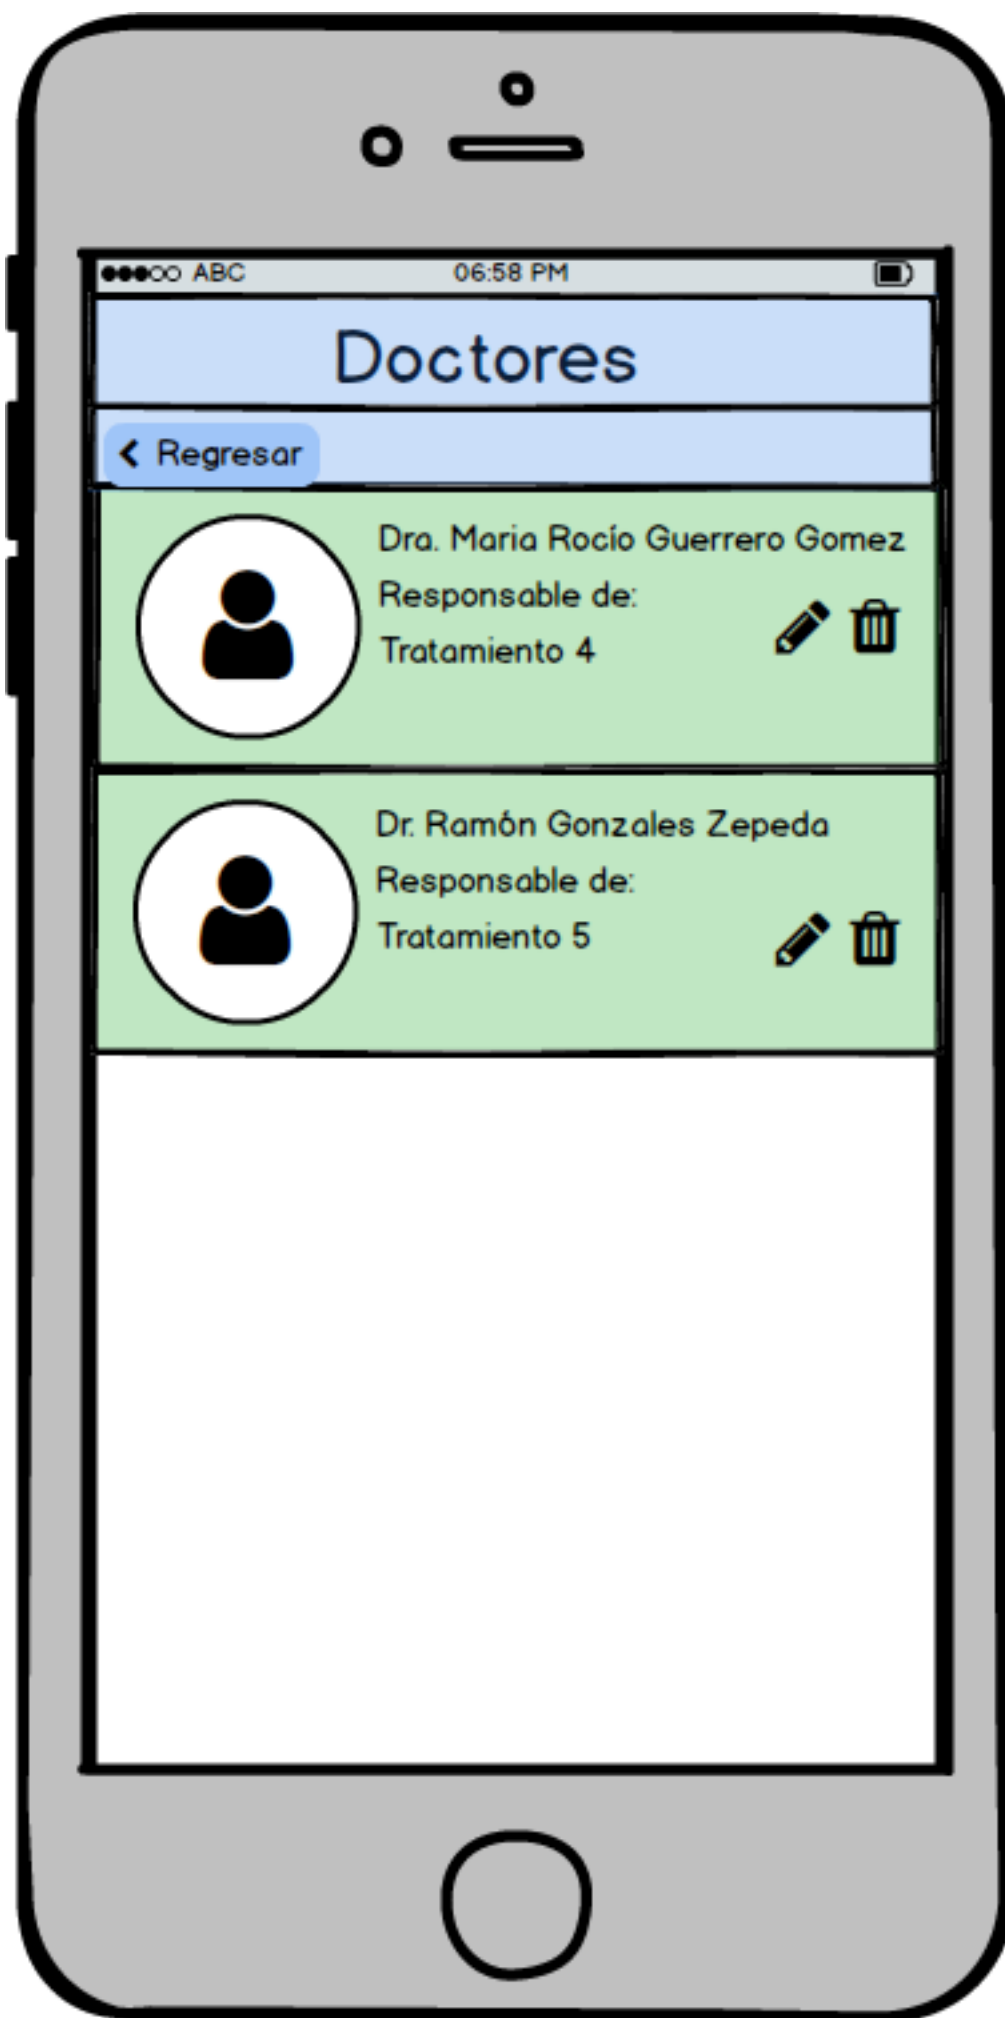 ABC 06:58 PM
Doctores
Regresar
Dra. Maria Rocío Guerrero Gomez
Responsable de:
Tratamiento 4
Dr. Ramón Gonzales Zepeda
Responsable de:
Tratamiento 5